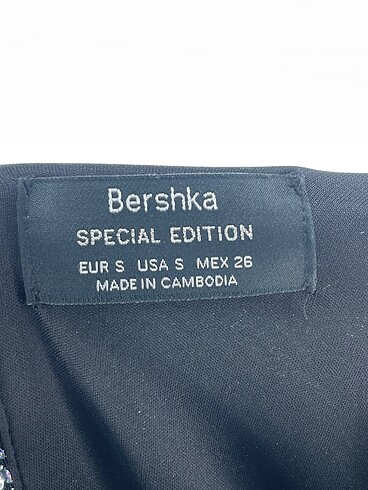 Bershka
SPECIAL EDITION
EUR S USA S MEX 26
MADE IN CAMBODIA